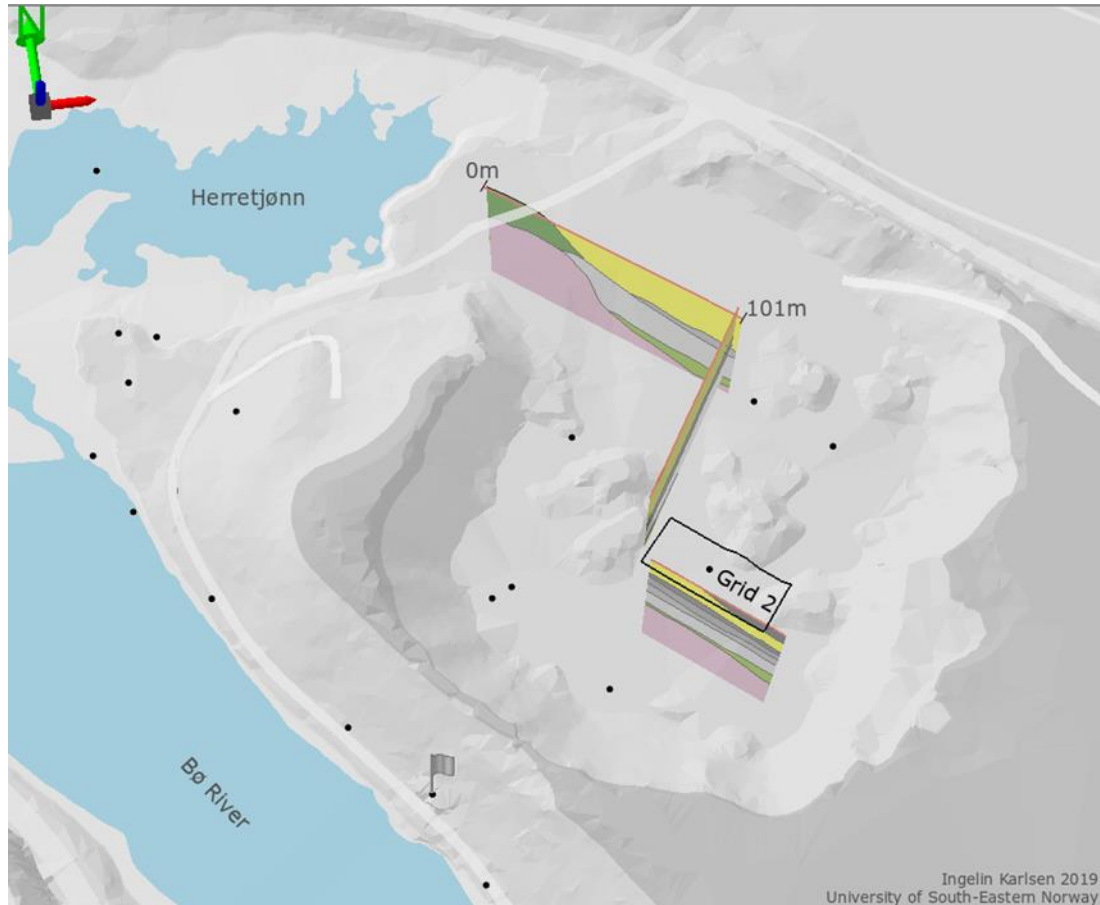 0m
Herretjønn
101m
Grid 2
Bø River
Ingelin Karlsen 2019
University of South-Eastern Norway